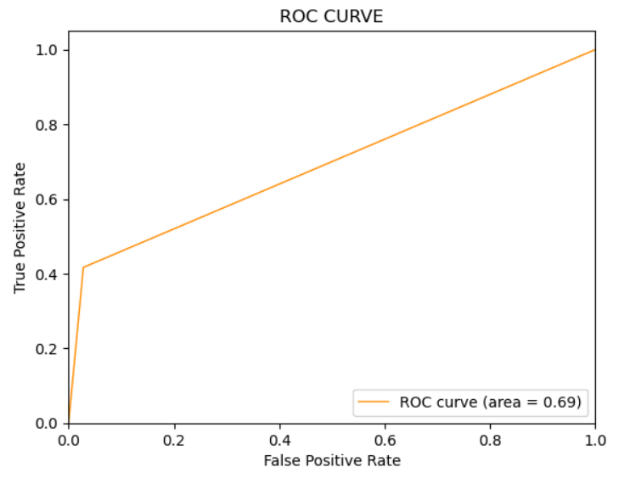 ROC CURVE
1.0
0.8
0.6
0.4
0.2
0.0
True Positive Rate
ROC curve (area = 0.69)
0.0 0.2 0.4 0.6 0.8 1.0
False Positive Rate